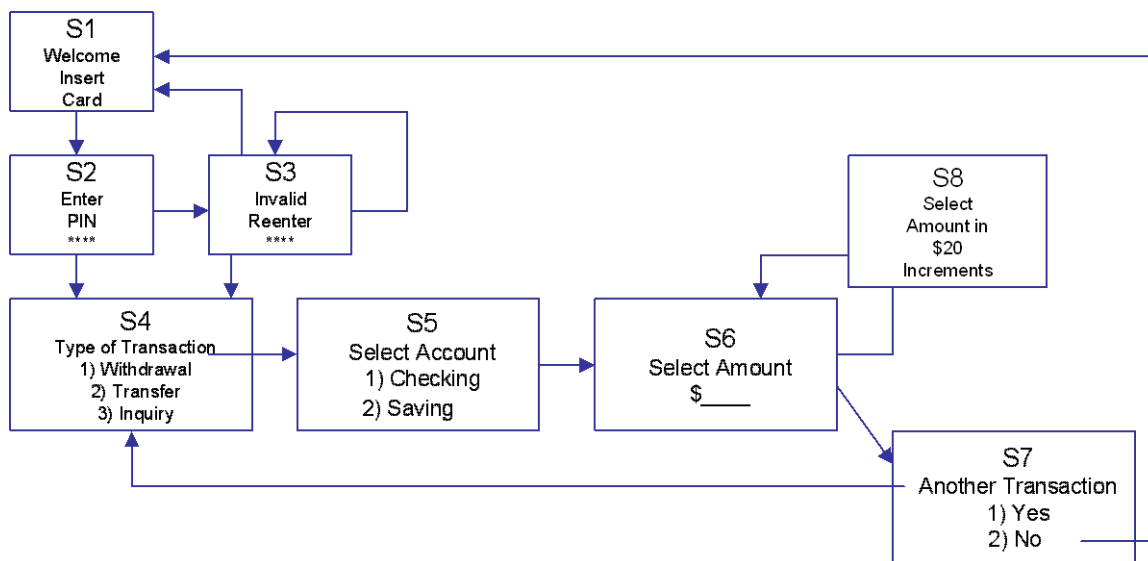 S1
Welcome
Insert
Card
S2
Enter
PIN
****
S3
Invalid
Reenter
****
S4
Type of Transaction
1) Withdrawal
2) Transfer
3) Inquiry
S5
Select Account
1) Checking
2) Saving
S6
Select Amount
$____
S8
Select
Amount in
$20
Increments
S7
Another Transaction
1) Yes
2) No